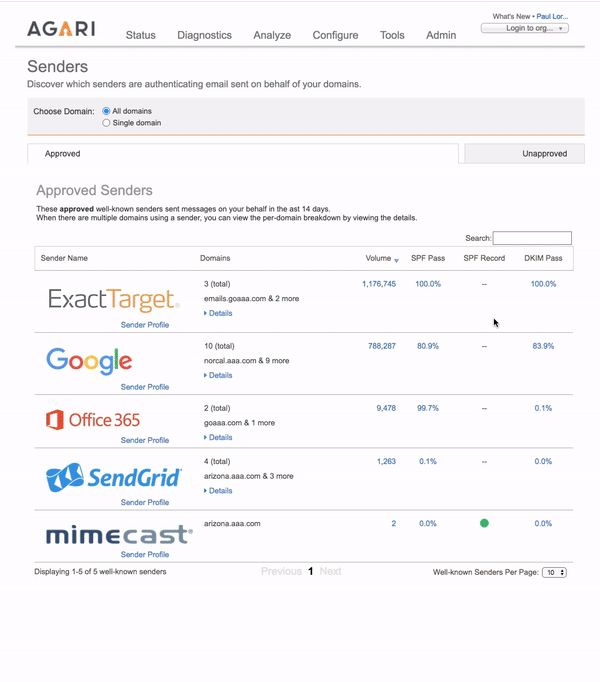 AGARI
Status Diagnostics Analyze Configure Tools Admin
What's New • Paul Lor...
Login to org...
Senders
Discover which senders are authenticating email sent on behalf of your domains.
Choose Domain: All domains
Single domain
Approved Unapproved
Approved Senders
These approved well-known senders sent messages on your behalf in the ast 14 days.
When there are multiple domains using a sender, you can view the per-domain breakdown by viewing the details.
Search:
Sender Name Domains Volume SPF Pass SPF Record DKIM Pass
ExactTarget. 3 (total) 1,176,745 100.0% -- 100.0%
emails.goaaa.com & 2 more
Details
Sender Profile
Google 10 (total) 788,287 80.9% -- 83.9%
norcal.aaa.com & 9 more
Details
Sender Profile
Office 365 2 (total) 9,478 99.7% -- 0.1%
goaaa.com & 1 more
Details
Sender Profile
SendGrid 4 (total) 1,263 0.1% -- 0.0%
arizona.aaa.com & 3 more
Details
Sender Profile
mimecast® arizona.aaa.com 2 0.0% 0.0%
Sender Profile
Displaying 1-5 of 5 well-known senders Previous 1 Next Well-known Senders Per Page: 10